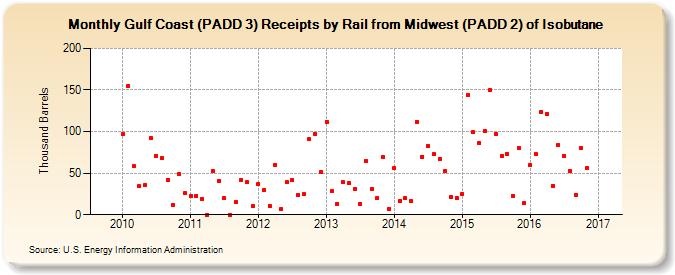 Monthly Gulf Coast (PADD 3) Receipts by Rail from Midwest (PADD 2) of Isobutane
Thousand Barrels
200
150
100
50
0
2010 2011 2012 2013 2014 2015 2016 2017
Source: U.S. Energy Information Administration